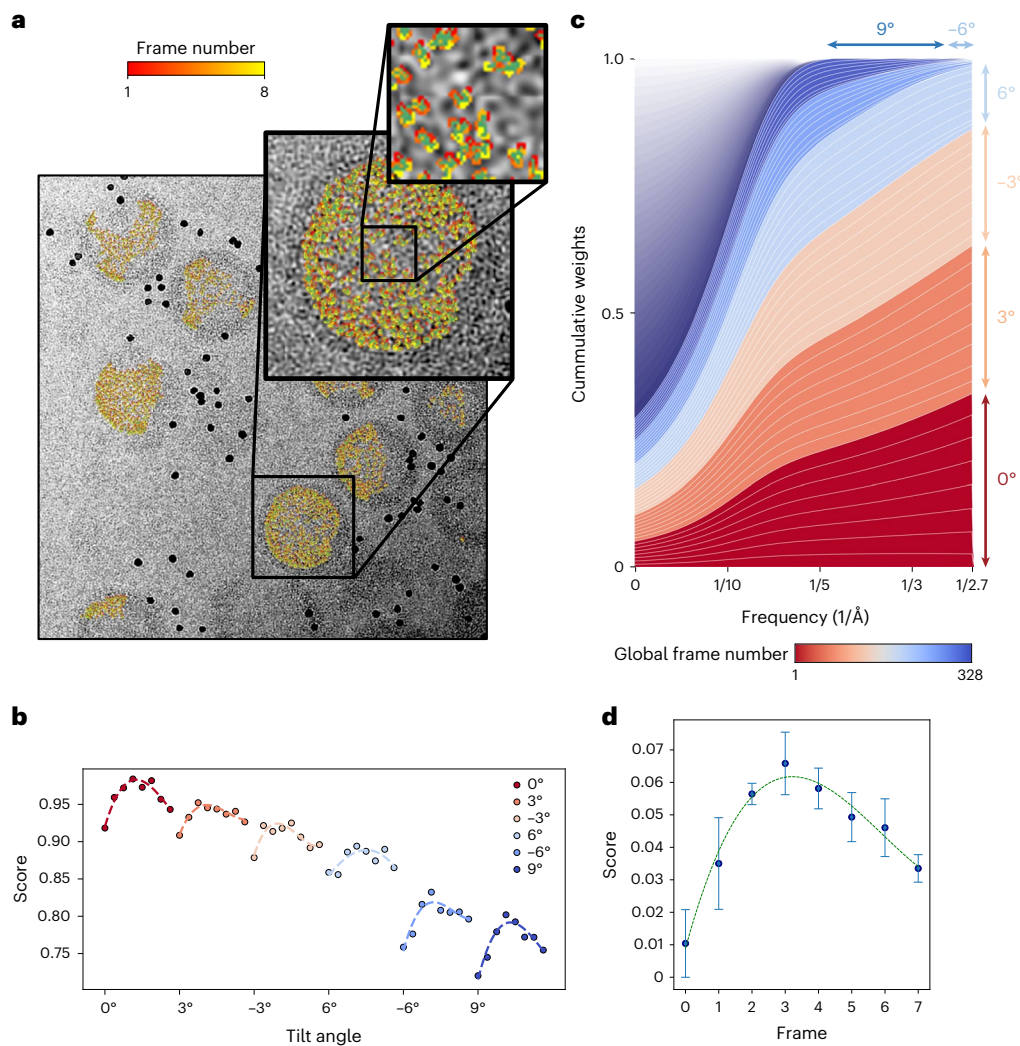 a
Frame number
1 8
c
9° –6°
Cummulative weights
1.0
0.5
0
6°
–3°
3°
0°
0 1/10 1/5 1/3 1/2.7
Frequency (1/Å)
Global frame number
1 328
b
Score
0.95
0.90
0.85
0.80
0.75
0°
3°
–3°
6°
–6°
9°
0° 3° –3° 6° –6° 9°
Tilt angle
d
Score
0.07
0.06
0.05
0.04
0.03
0.02
0.01
0
0 1 2 3 4 5 6 7
Frame